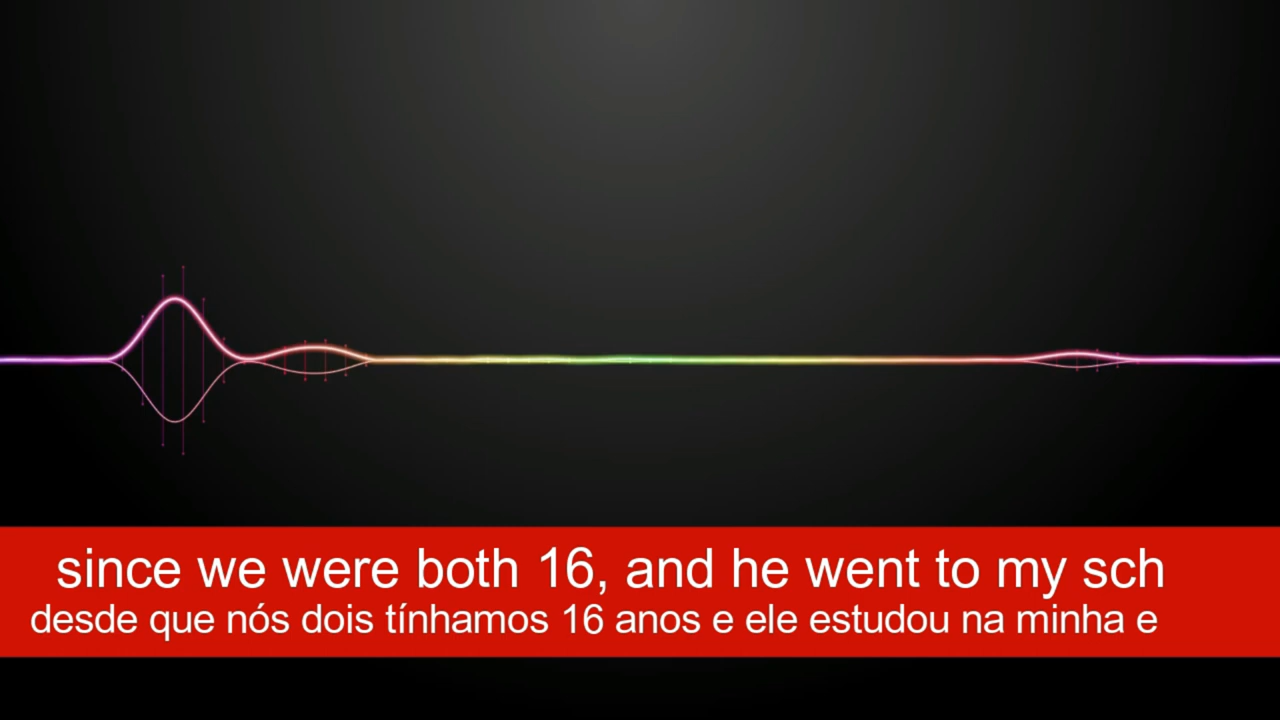 since we were both 16, and he went to my sch
desde que nós dois tínhamos 16 anos e ele estudou na minha e